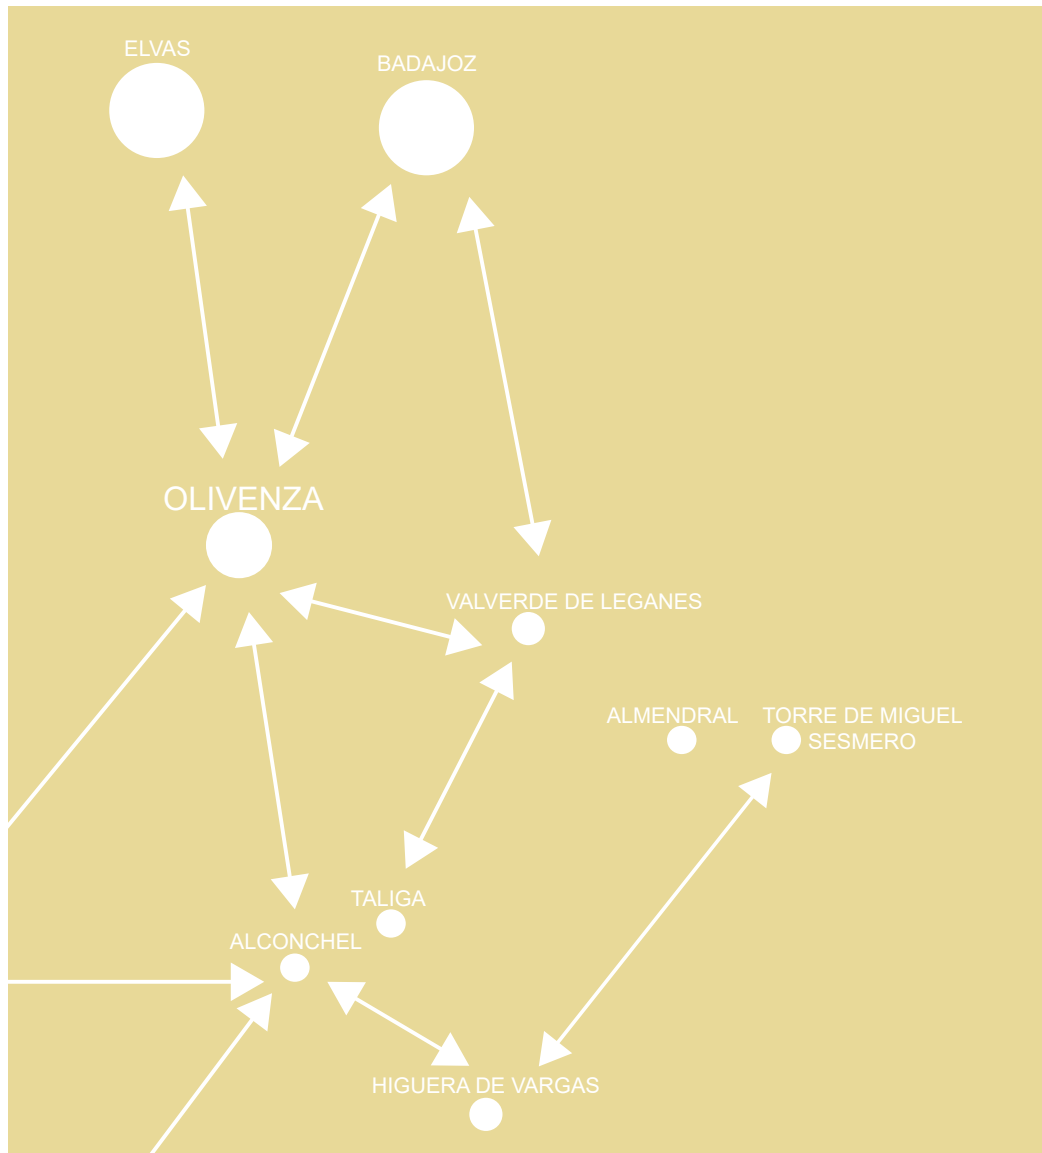 ELVAS
BADAJOZ
OLIVENZA
VALVERDE DE LEGANES
ALMENDRAL
TORRE DE MIGUEL
SESMERO
TALIGA
ALCONCHEL
HIGUERA DE VARGAS